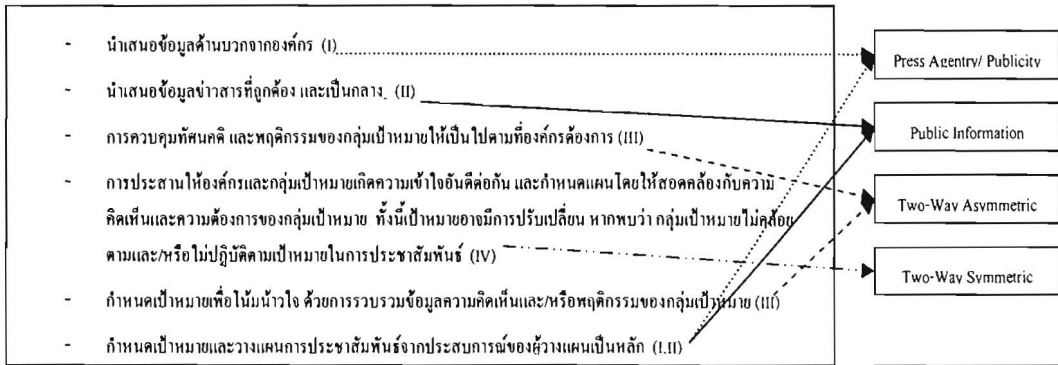 - นำเสนอข้อมูลด้านบวกจากองค์กร (I)
- นำเสนอข้อมูลข่าวสารที่ถูกต้อง และเป็นกลาง (II)
- การควบคุมทัศนคติ และพฤติกรรมของกลุ่มเป้าหมายให้เป็นไปตามที่องค์กรต้องการ (III)
- การประสานให้องค์กรและกลุ่มเป้าหมายเกิดความเข้าใจอันดีต่อกัน และกำหนดแผนโดยให้สอดคล้องกับความ
คิดเห็นและความต้องการของกลุ่มเป้าหมาย ทั้งนี้เป้าหมายอาจมีการปรับเปลี่ยน หากพบว่า กลุ่มเป้าหมายไม่คล้อย
ตามและ/หรือไม่ปฏิบัติตามเป้าหมายในการประชาสัมพันธ์ (IV)
- กำหนดเป้าหมายเพื่อโน้มน้าวใจ ด้วยการรวบรวมข้อมูลความคิดเห็นและ/หรือพฤติกรรมของกลุ่มเป้าหมาย (III)
- กำหนดเป้าหมายและวางแผนการประชาสัมพันธ์จากประสบการณ์ของผู้วางแผนเป็นหลัก (I,II)
Press Agentry/ Publicity
Public Information
Two-Way Asymmetric
Two-Way Symmetric